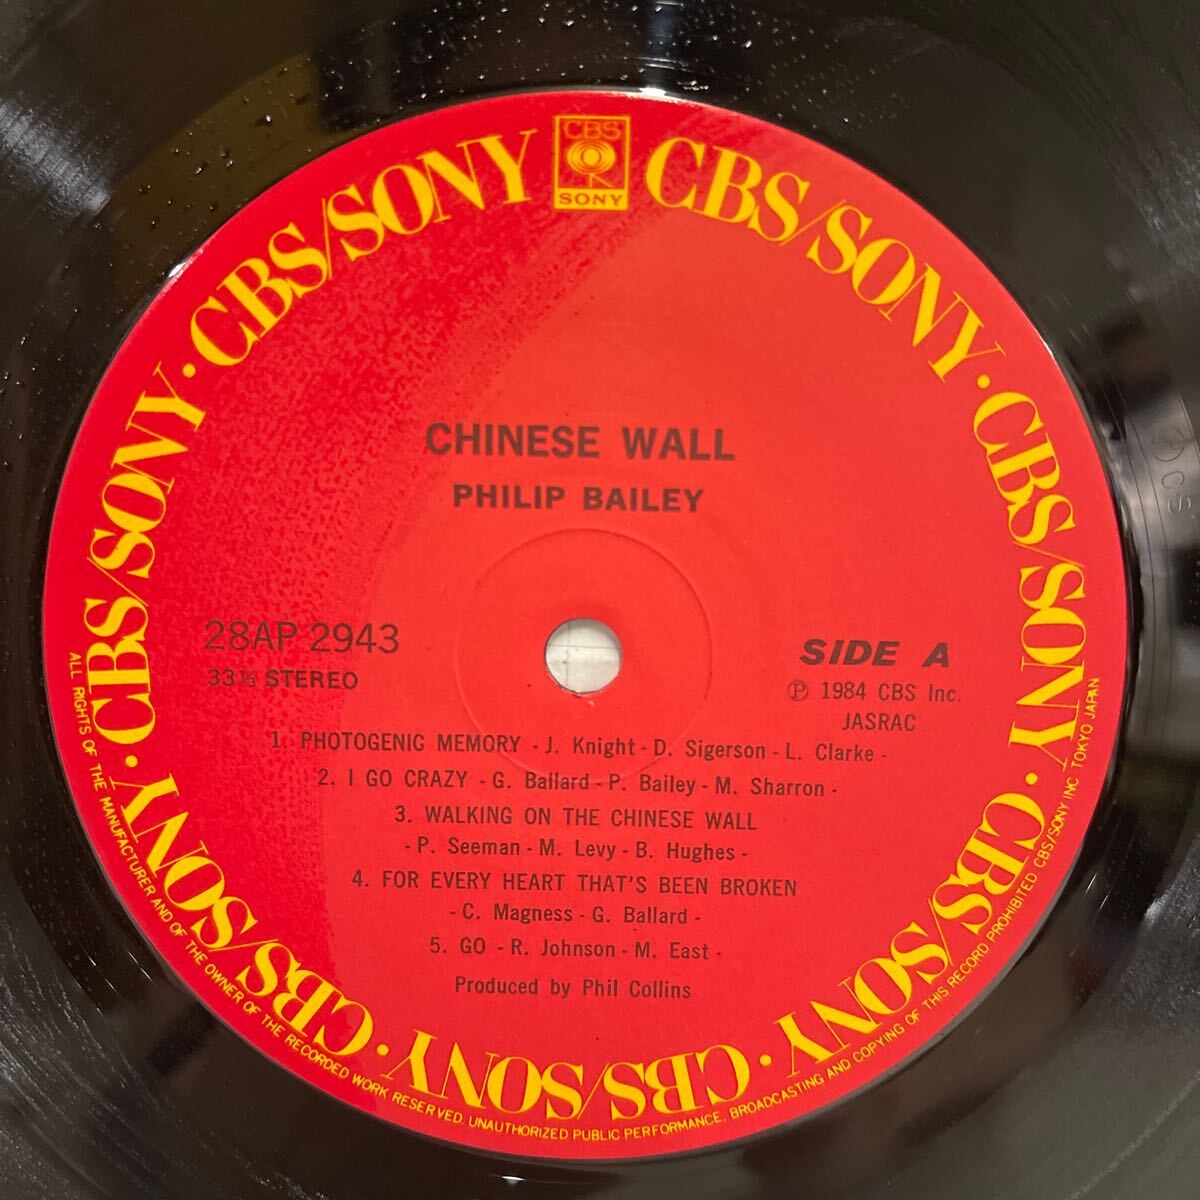 CBS
SONY
CBS/SONY · CBS/SONY · CBS/SONY · CBS/SONY · CBS/SONY · CBS/SONY · CBS/SONY · CBS/SONY
CHINESE WALL
PHILIP BAILEY
28AP 2943
33⅓ STEREO
SIDE A
Ⓟ 1984 CBS Inc.
JASRAC
1. PHOTOGENIC MEMORY - J. Knight - D. Sigerson - L. Clarke -
2. I GO CRAZY - G. Ballard - P. Bailey - M. Sharron -
3. WALKING ON THE CHINESE WALL
- P. Seeman - M. Levy - B. Hughes -
4. FOR EVERY HEART THAT'S BEEN BROKEN
- C. Magness - G. Ballard -
5. GO - R. Johnson - M. East -
Produced by Phil Collins
ALL RIGHTS OF THE MANUFACTURER AND OF THE OWNER OF THE RECORDED WORK RESERVED. UNAUTHORIZED PUBLIC PERFORMANCE, BROADCASTING AND COPYING OF THIS RECORD PROHIBITED CBS/SONY INC TOKYO JAPAN